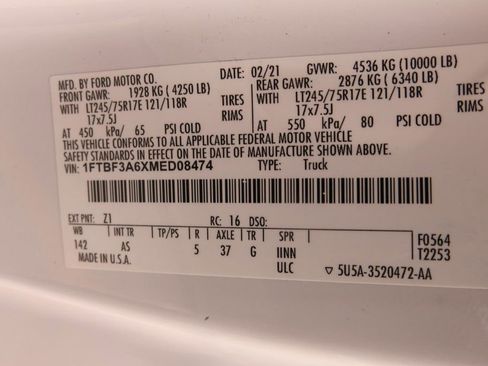 MFD. BY FORD MOTOR CO. 02/21 GVWR: 4536 KG (10000 LB)
FRONT GAWR: 1928 KG ( 4250 LB) REAR GAWR: 2876 KG ( 6340 LB)
WITH LT245/75R17E 121/118R TIRES WITH LT245/75R17E 121/118R TIRES
17x7.5J RIMS 17x7.5J RIMS
AT 450 kPa/ 65 PSI COLD AT 550 kPa/ 80 PSI COLD
THIS VEHICLE CONFORMS TO ALL APPLICABLE FEDERAL MOTOR VEHICLE
SAFETY STANDARDS IN EFFECT ON THE DATE OF MANUFACTURE SHOWN ABOVE.
VIN: 1FTBF3A6XMED08474 TYPE: Truck
EXT PNT: Z1 RC: 16 DSO:
WB INT TR TP/PS R AXLE TR SPR F0564
142 AS 5 37 G IINN T2253
MADE IN U.S.A. ULC ▽ 5U5A-3520472-AA